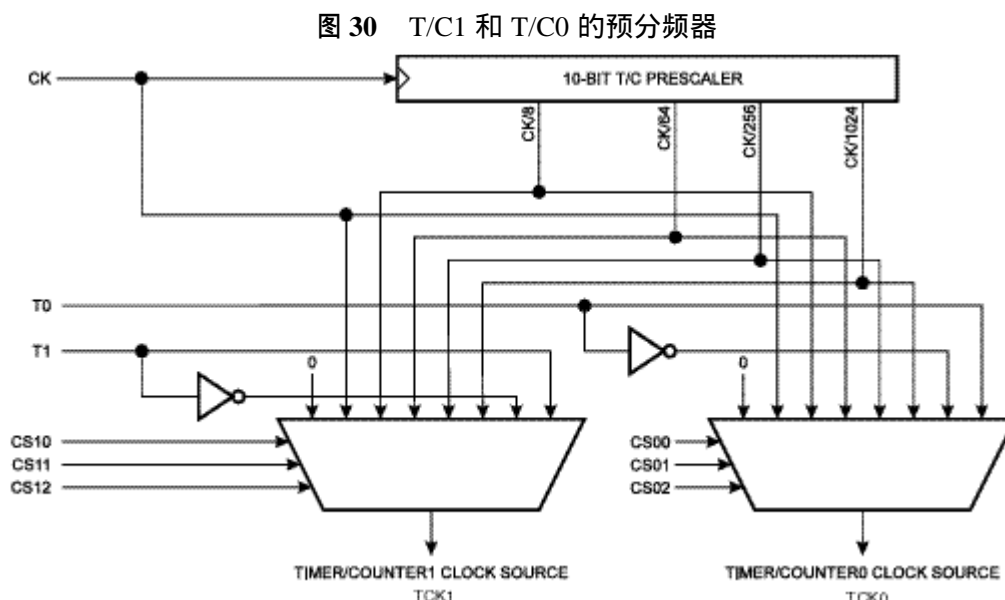 图 30 T/C1 和 T/C0 的预分频器
CK
10-BIT T/C PRESCALER
CK/8
CK/64
CK/256
CK/1024
T0
T1
0
0
CS10
CS11
CS12
CS00
CS01
CS02
TIMER/COUNTER1 CLOCK SOURCE
TCK1
TIMER/COUNTER0 CLOCK SOURCE
TCK0